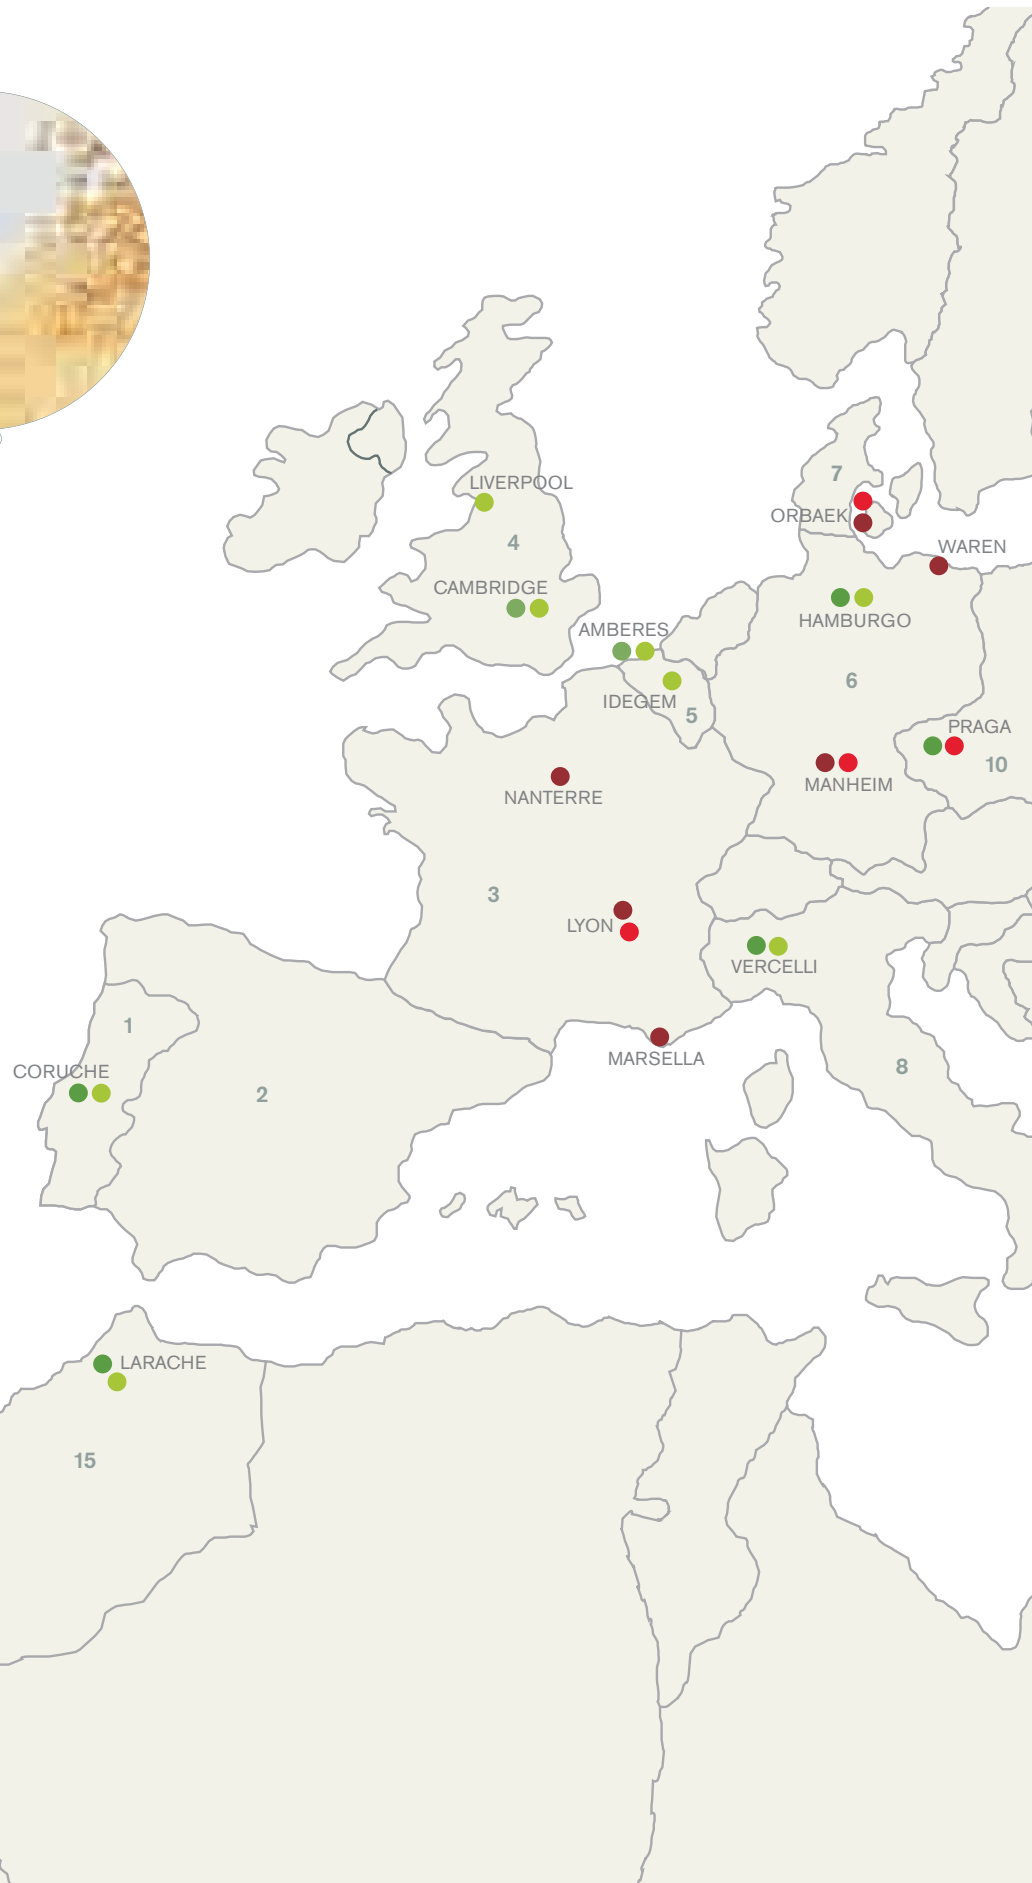 7
LIVERPOOL
ORBAEK
4
WAREN
CAMBRIDGE
HAMBURGO
AMBERES
6
IDEGEM
5
PRAGA
10
MANHEIM
NANTERRE
3
LYON
VERCELLI
1
MARSELLA
8
CORUCHE
2
LARACHE
15